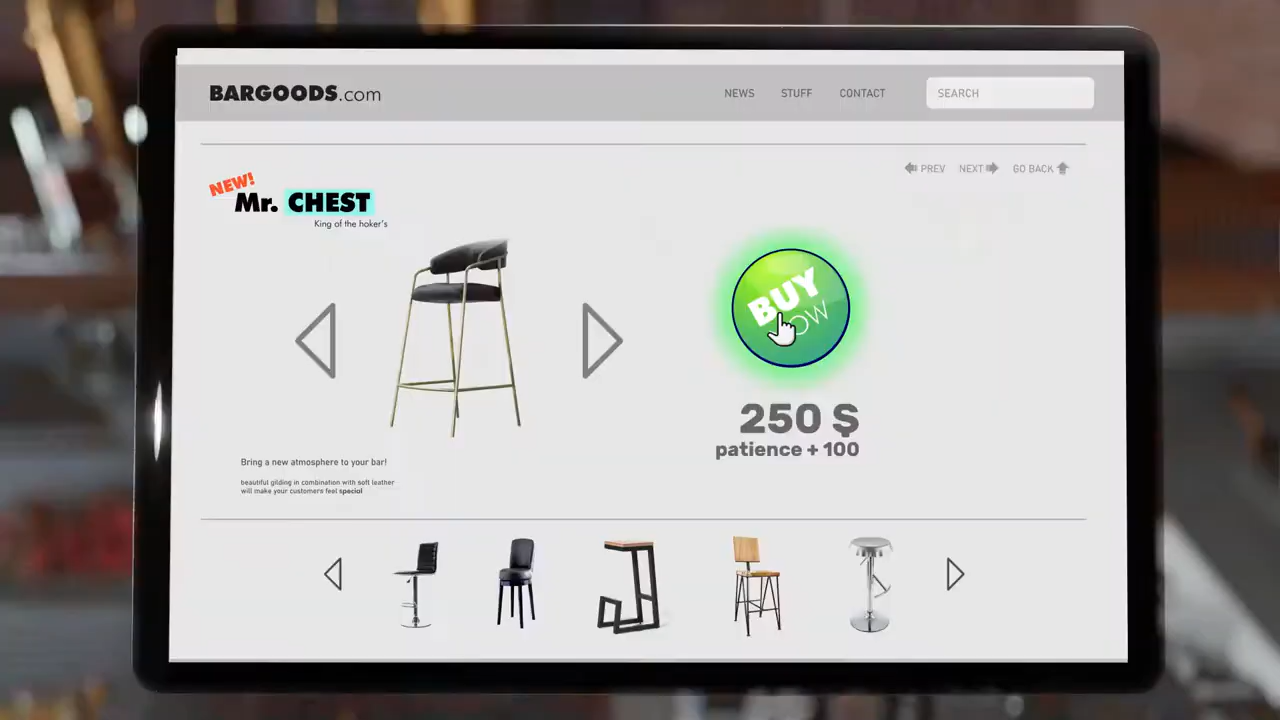 BARGOODS.com
NEWS STUFF CONTACT SEARCH
PREV NEXT GO BACK
NEW!
Mr. CHEST
King of the hoker's
BUY
250 $
patience + 100
Bring a new atmosphere to your bar!
beautiful gilding in combination with soft leather
will make your customers feel special